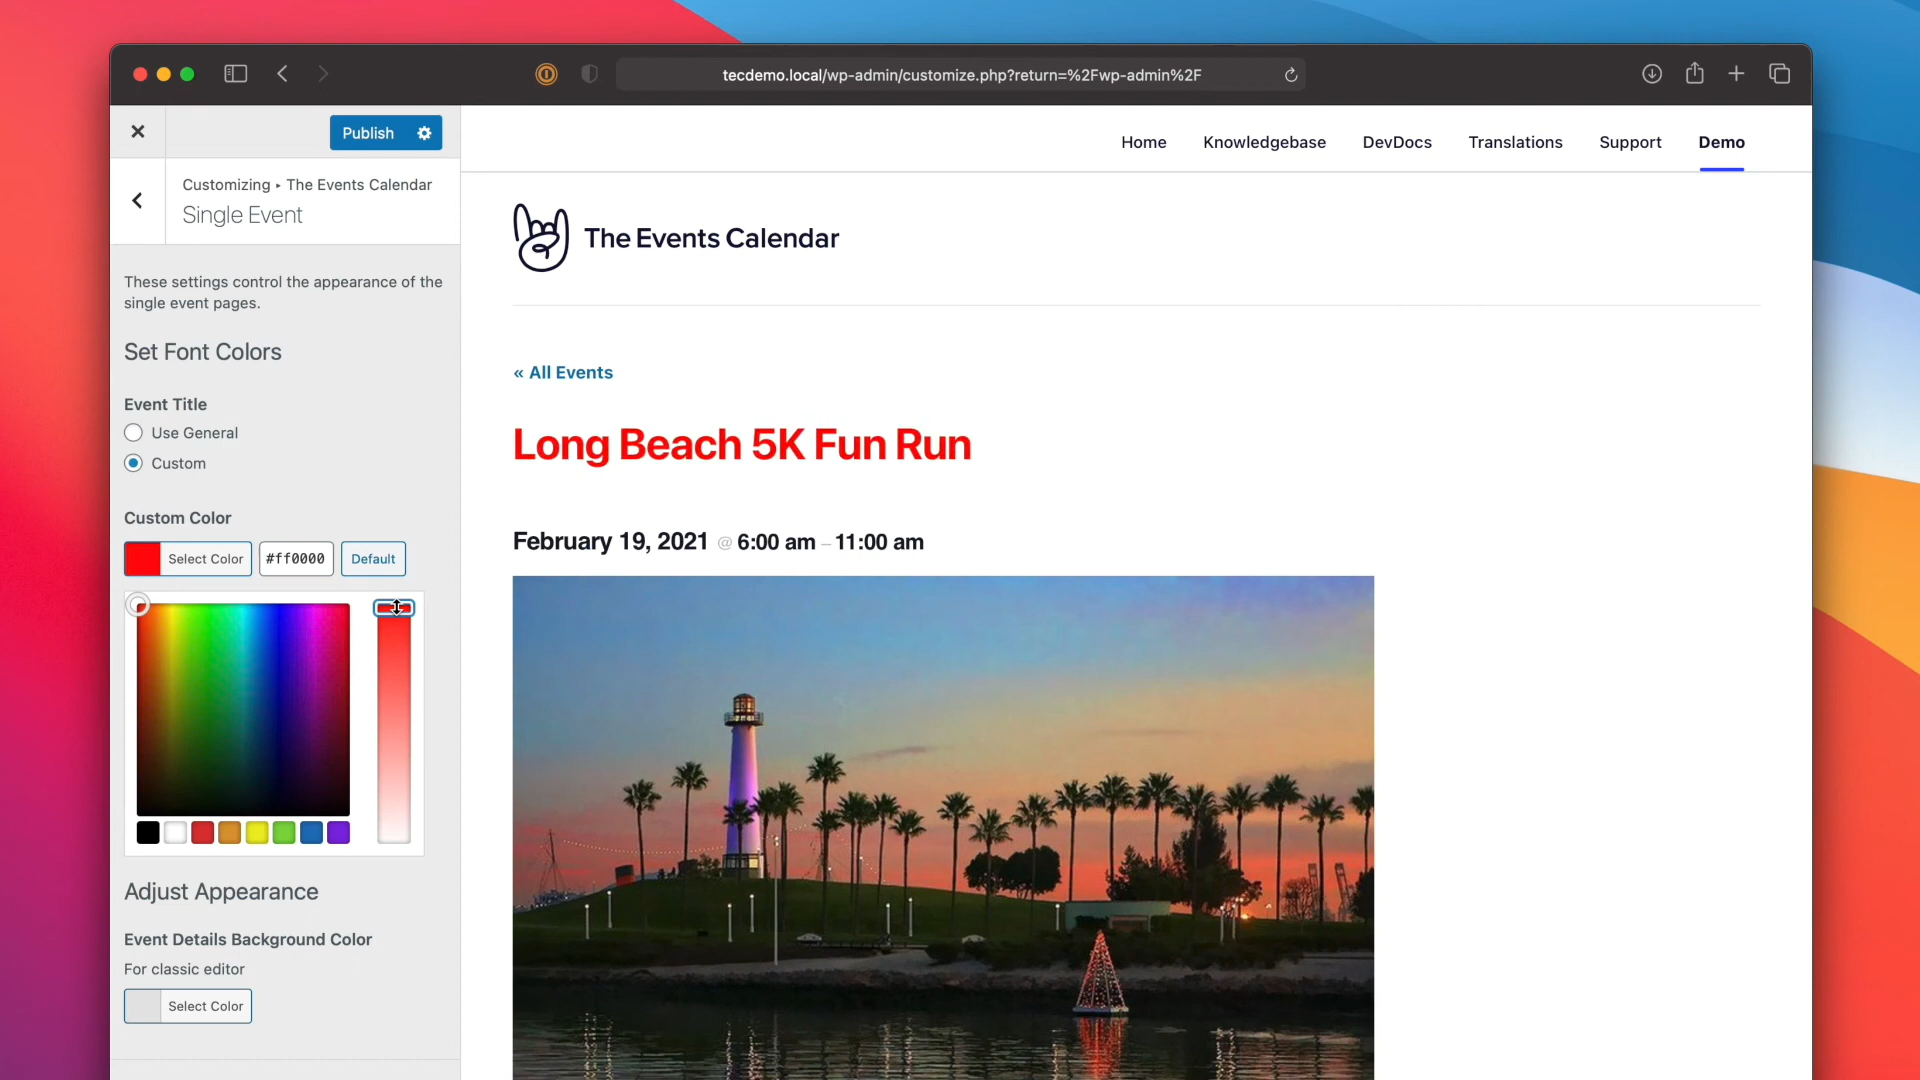 tecdemo.local/wp-admin/customize.php?return=%2Fwp-admin%2F
Publish
Customizing ▸ The Events Calendar
Single Event
These settings control the appearance of the
single event pages.
Set Font Colors
Event Title
Use General
Custom
Custom Color
Select Color #ff0000 Default
Adjust Appearance
Event Details Background Color
For classic editor
Select Color
Home Knowledgebase DevDocs Translations Support Demo
The Events Calendar
« All Events
Long Beach 5K Fun Run
February 19, 2021 @ 6:00 am – 11:00 am